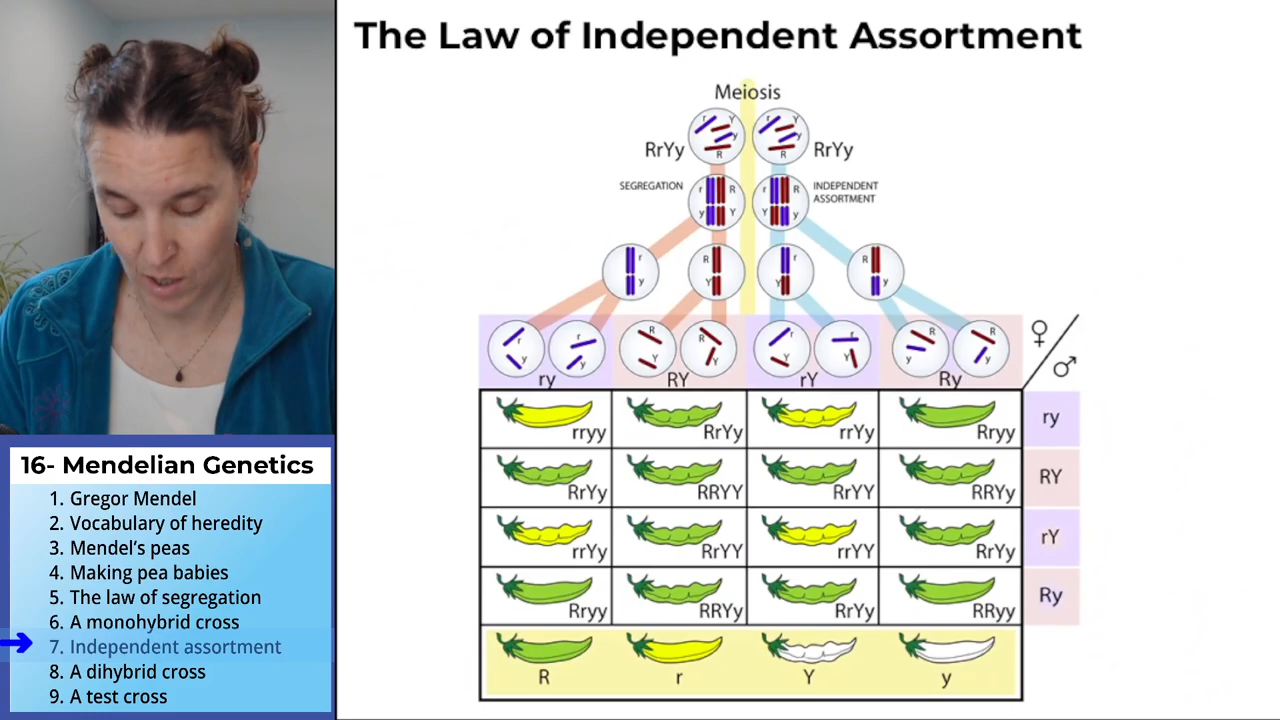 The Law of Independent Assortment
Meiosis
r Y y R
r Y y R
RrYy
RrYy
SEGREGATION
INDEPENDENT
ASSORTMENT
r R
y Y
r R
Y y
r
y
R
Y
r
Y
R
y
r y
r y
R Y
R Y
r Y
r Y
R y
R y
♀
♂
ry RY rY Ry
rryy RrYy rrYy Rryy ry
RrYy RRYY RrYY RRYy RY
rrYy RrYY rrYY RrYy rY
Rryy RRYy RrYy RRyy Ry
R r Y y
16- Mendelian Genetics
1. Gregor Mendel
2. Vocabulary of heredity
3. Mendel's peas
4. Making pea babies
5. The law of segregation
6. A monohybrid cross
7. Independent assortment
8. A dihybrid cross
9. A test cross